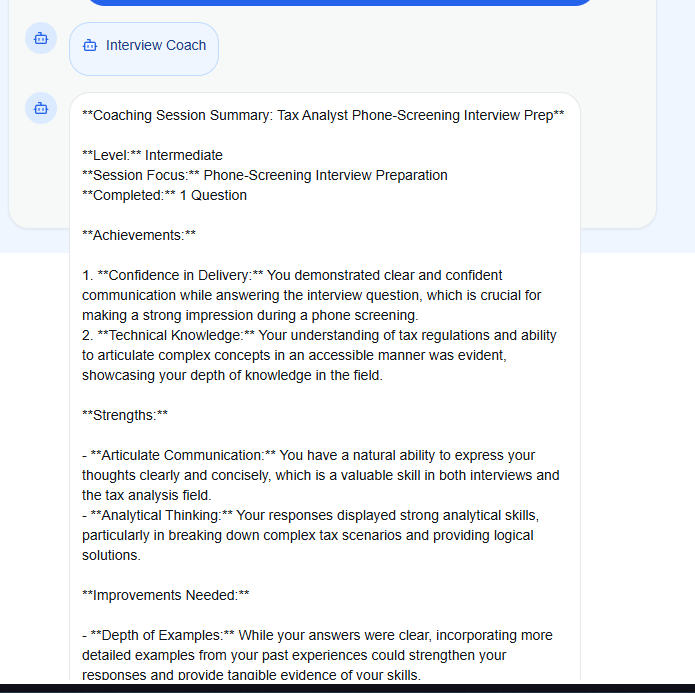 Interview Coach
**Coaching Session Summary: Tax Analyst Phone-Screening Interview Prep**
**Level:** Intermediate
**Session Focus:** Phone-Screening Interview Preparation
**Completed:** 1 Question
**Achievements:**
1. **Confidence in Delivery:** You demonstrated clear and confident
communication while answering the interview question, which is crucial for
making a strong impression during a phone screening.
2. **Technical Knowledge:** Your understanding of tax regulations and ability
to articulate complex concepts in an accessible manner was evident,
showcasing your depth of knowledge in the field.
**Strengths:**
- **Articulate Communication:** You have a natural ability to express your
thoughts clearly and concisely, which is a valuable skill in both interviews and
the tax analysis field.
- **Analytical Thinking:** Your responses displayed strong analytical skills,
particularly in breaking down complex tax scenarios and providing logical
solutions.
**Improvements Needed:**
- **Depth of Examples:** While your answers were clear, incorporating more
detailed examples from your past experiences could strengthen your
responses and provide tangible evidence of your skills.